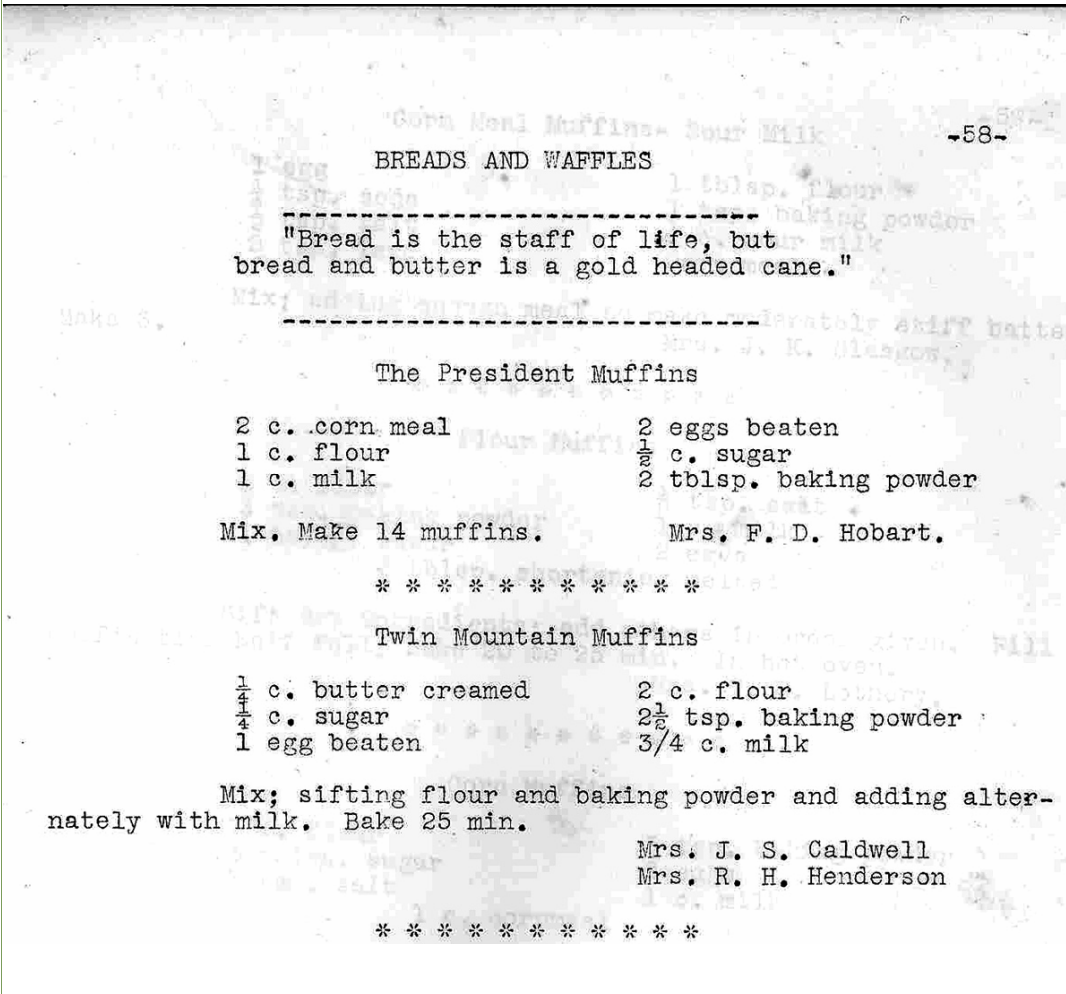 -58-
BREADS AND WAFFLES
------------------------------
"Bread is the staff of life, but
bread and butter is a gold headed cane."
------------------------------
The President Muffins
2 c. corn meal 2 eggs beaten
1 c. flour ½ c. sugar
1 c. milk 2 tblsp. baking powder
Mix. Make 14 muffins. Mrs. F. D. Hobart.
* * * * * * * * * * *
Twin Mountain Muffins
¼ c. butter creamed 2 c. flour
¼ c. sugar 2½ tsp. baking powder
1 egg beaten 3/4 c. milk
Mix; sifting flour and baking powder and adding alter-
nately with milk. Bake 25 min.
Mrs. J. S. Caldwell
Mrs. R. H. Henderson
* * * * * * * * * * *